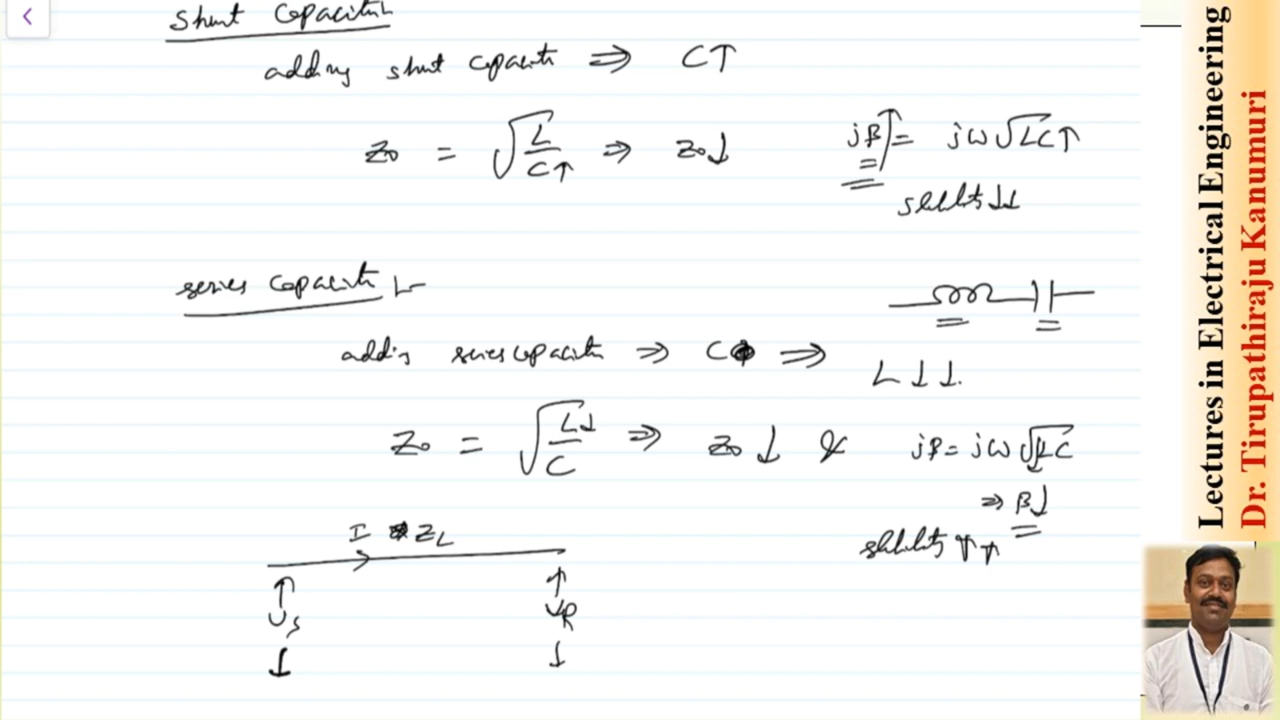 shunt capacitor
adding shunt capacitor ⇒ C↑
Z₀ = √(L/C↑) ⇒ Z₀↓
jβ↑ = jω√LC↑
stability↓↓
series capacitor :-
adding series capacitor ⇒ C ⇒
L↓↓.
Z₀ = √(L↓/C) ⇒ Z₀↓ & jβ = jω√LC
⇒ β↓
stability↑↑
I Z_L
V_S
V_R
Lectures in Electrical Engineering
Dr. Tirupathiraju Kanumuri